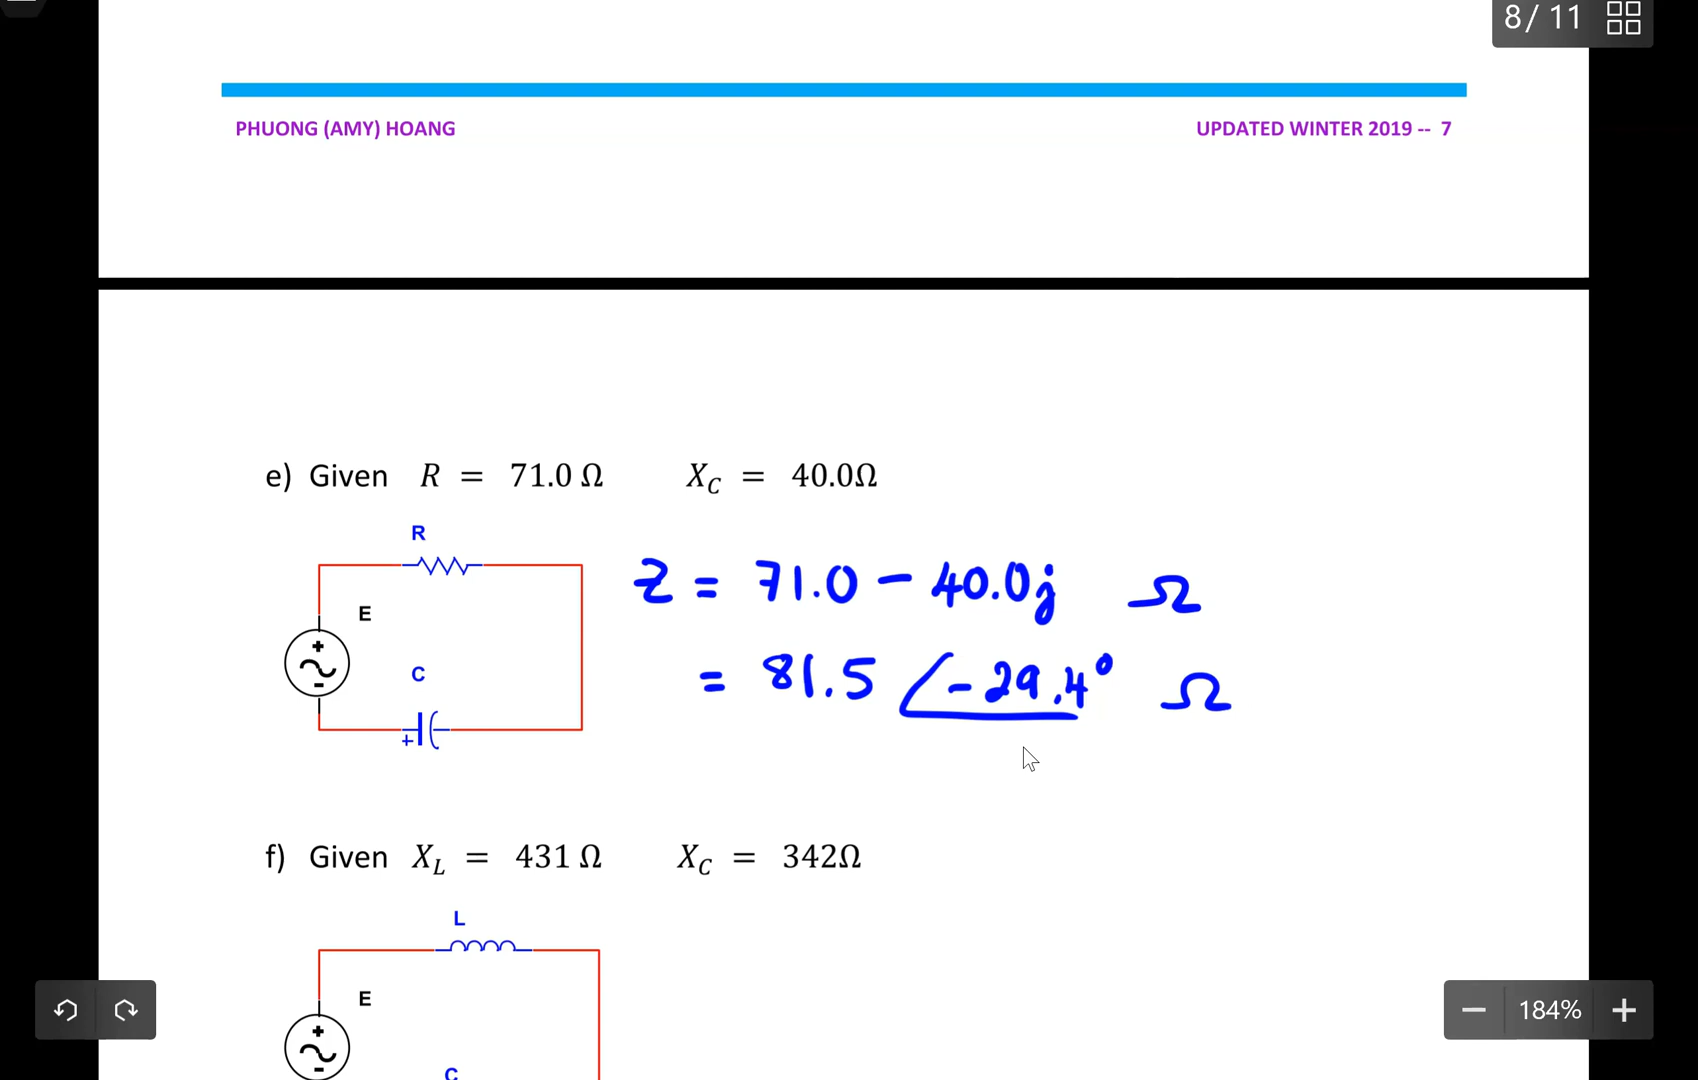 8 / 11
PHUONG (AMY) HOANG UPDATED WINTER 2019 -- 7
e) Given R = 71.0 Ω X_C = 40.0Ω
R
E
C
+
-
+
Z = 71.0 - 40.0j Ω
= 81.5 ∠-29.4° Ω
f) Given X_L = 431 Ω X_C = 342Ω
L
E
+
-
C
184%